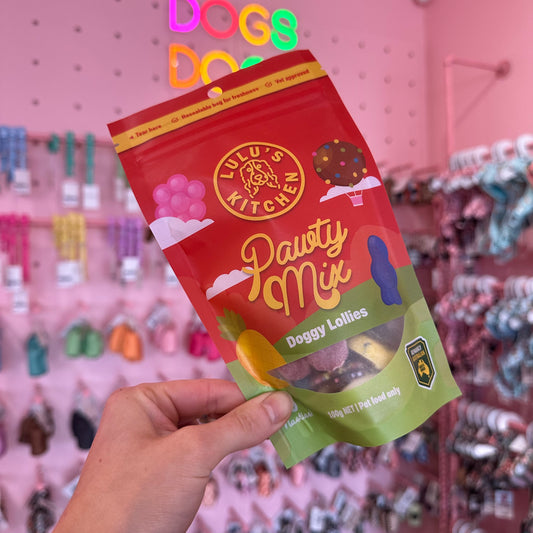 DOGS
DOGS
Tear here
Resealable bag for freshness
Vet approved
LULU'S
KITCHEN
Pawty
Mix
Doggy Lollies
100g NET | Pet food only